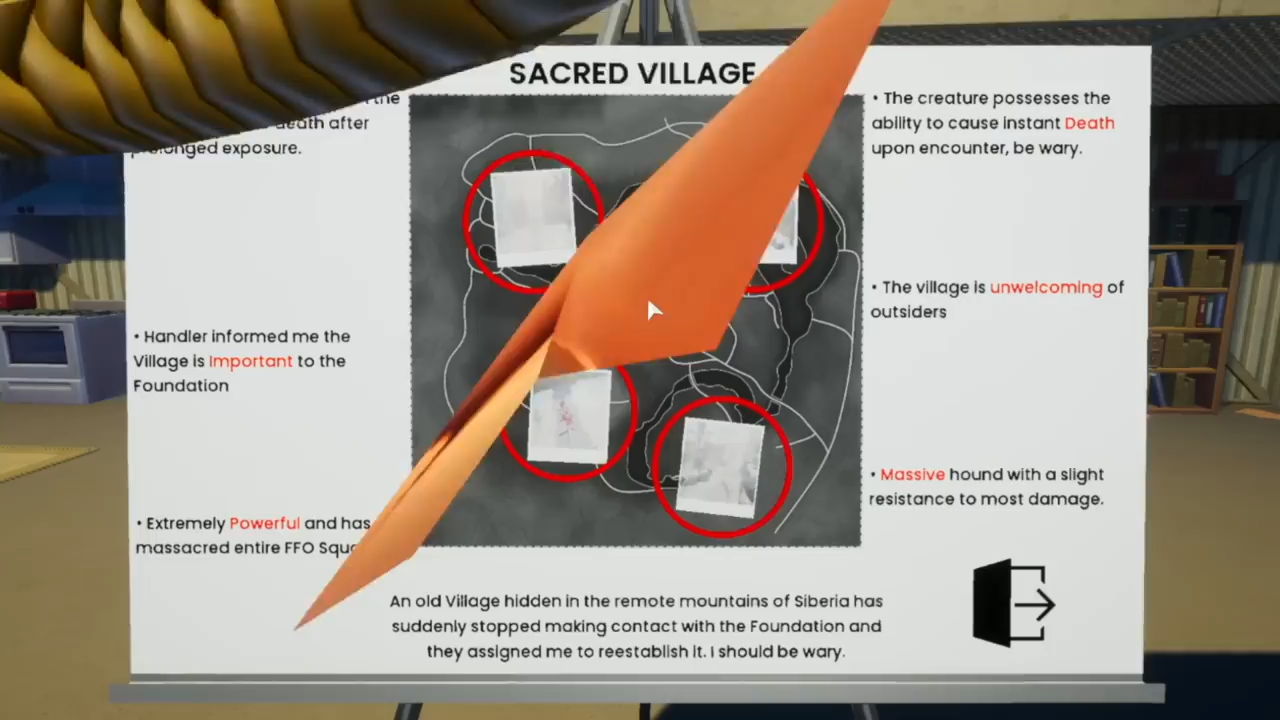 SACRED VILLAGE
the
death after
prolonged exposure.
• Handler informed me the
Village is Important to the
Foundation
• Extremely Powerful and has
massacred entire FFO
• The creature possesses the
ability to cause instant Death
upon encounter, be wary.
• The village is unwelcoming of
outsiders
• Massive hound with a slight
resistance to most damage.
An old Village hidden in the remote mountains of Siberia has
suddenly stopped making contact with the Foundation and
they assigned me to reestablish it. I should be wary.